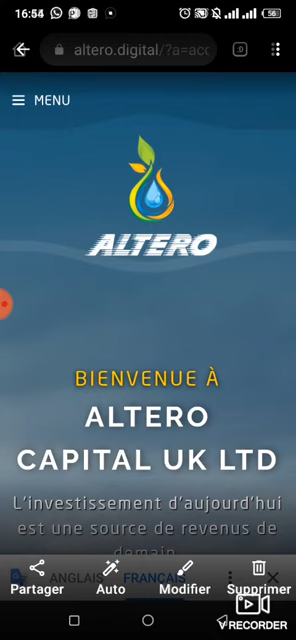 16:54
56
altero.digital/?a=acc
:D
MENU
ALTERO
BIENVENUE À
ALTERO
CAPITAL UK LTD
L'investissement d'aujourd'hui
est une source de revenus de
demain
ANGLAIS FRANÇAIS
Partager Auto Modifier Supprimer
RECORDER